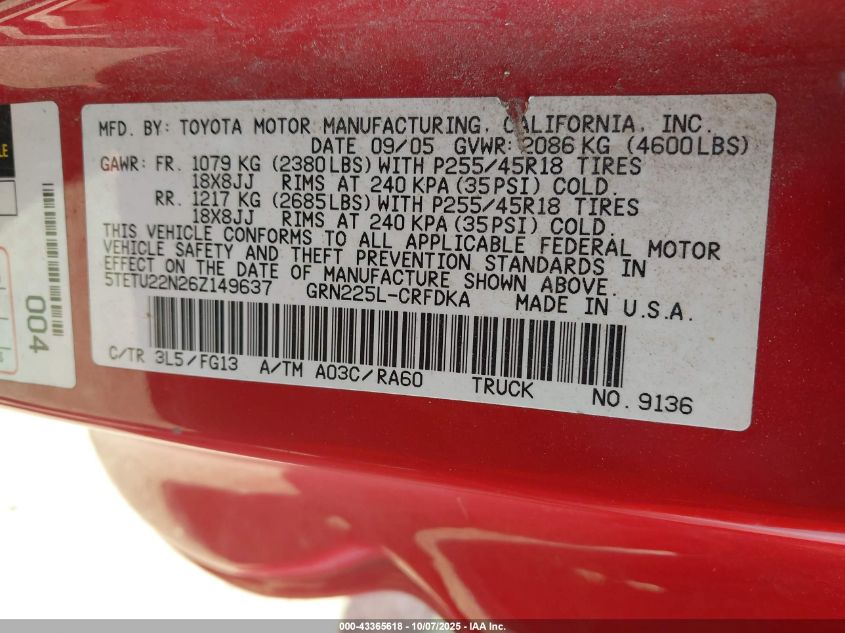 MFD. BY: TOYOTA MOTOR MANUFACTURING, CALIFORNIA, INC.
DATE 09/05 GVWR: 2086 KG (4600LBS)
GAWR: FR. 1079 KG (2380LBS) WITH P255/45R18 TIRES
18X8JJ RIMS AT 240 KPA (35PSI) COLD.
RR. 1217 KG (2685LBS) WITH P255/45R18 TIRES
18X8JJ RIMS AT 240 KPA (35PSI) COLD.
THIS VEHICLE CONFORMS TO ALL APPLICABLE FEDERAL MOTOR
VEHICLE SAFETY AND THEFT PREVENTION STANDARDS IN
EFFECT ON THE DATE OF MANUFACTURE SHOWN ABOVE.
5TETU22N26Z149637 GRN225L-CRFDKA MADE IN U.S.A.
C/TR 3L5/FG13 A/TM A03C/RA60 TRUCK NO. 9136
004
000-43365618 - 10/07/2025 - IAA Inc.